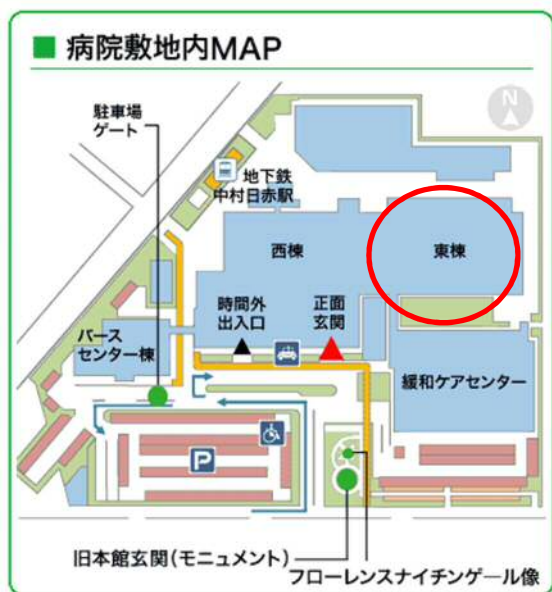 ■ 病院敷地内MAP
駐車場
ゲート
N
地下鉄
中村日赤駅
西棟
東棟
時間外
出入口
正面
玄関
バース
センター棟
緩和ケアセンター
P
旧本館玄関(モニュメント)
フローレンスナイチンゲール像